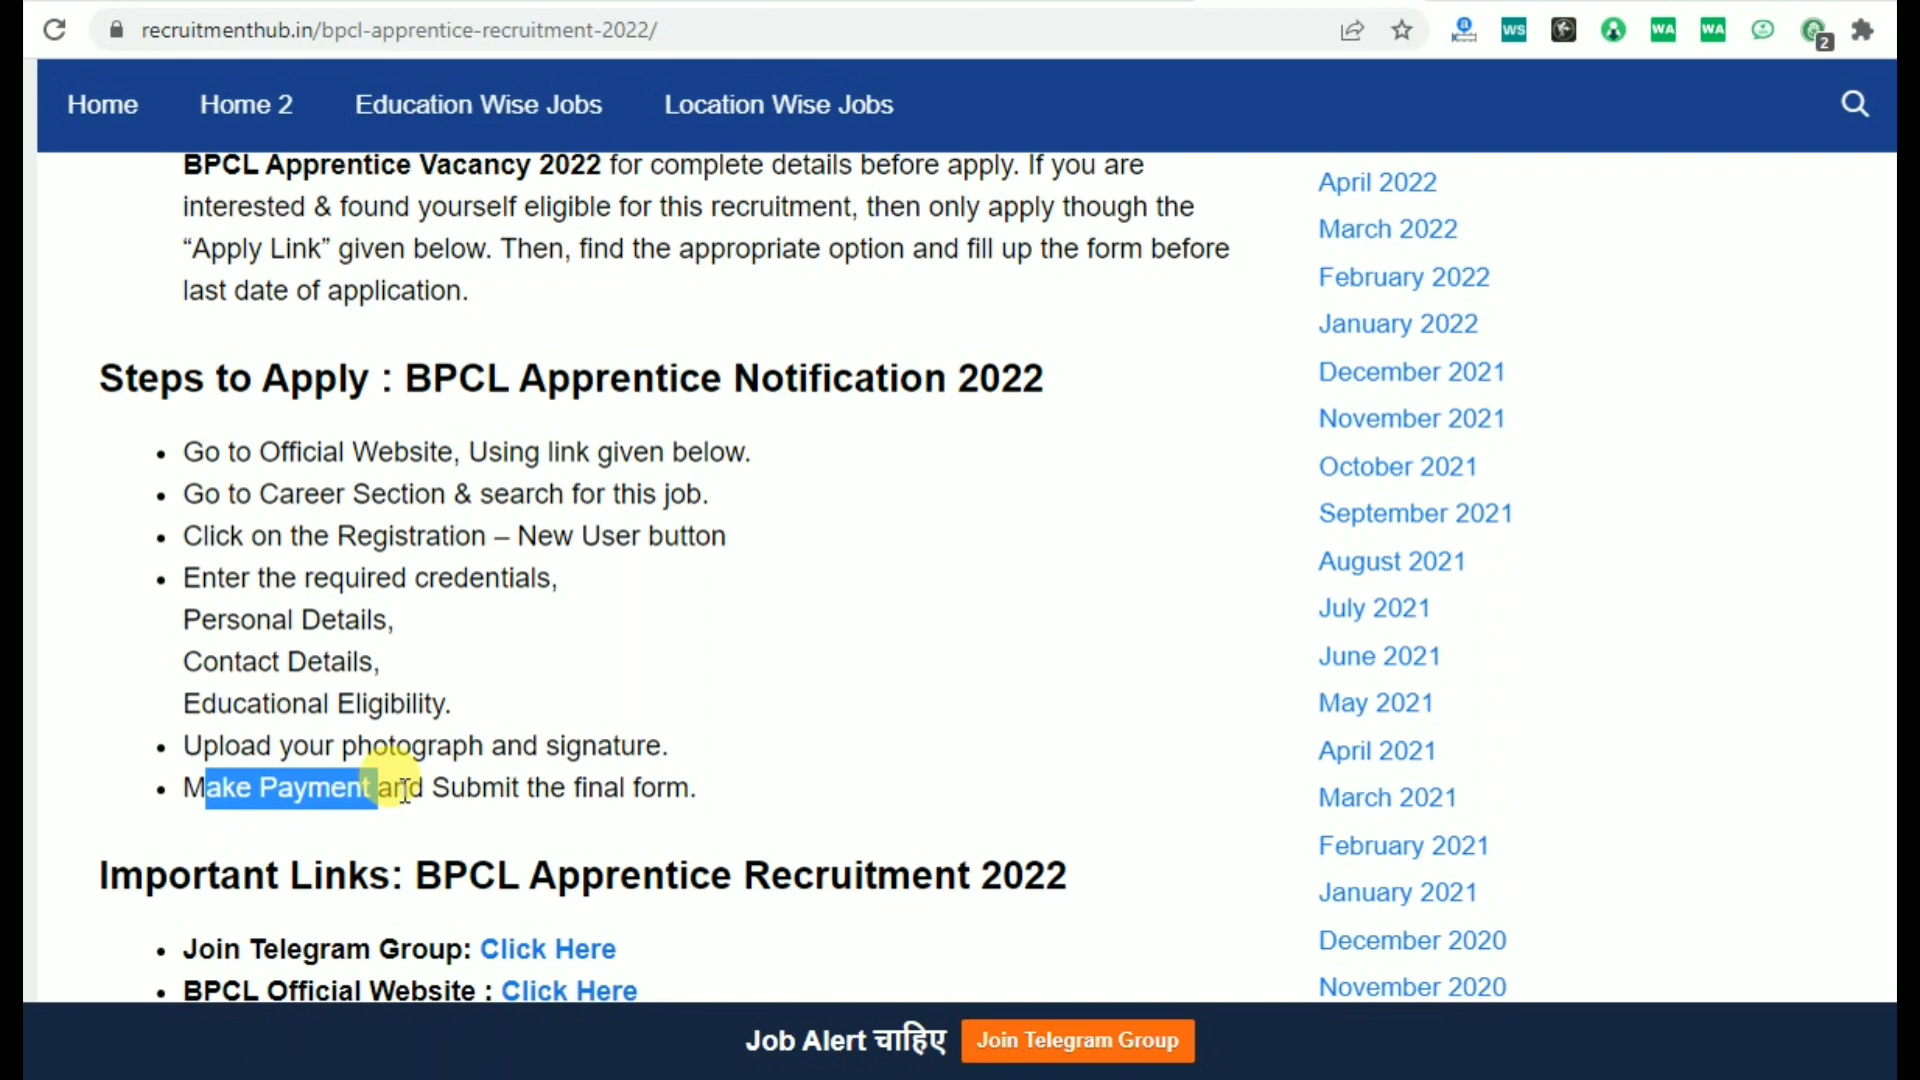 recruitmenthub.in/bpcl-apprentice-recruitment-2022/
WS
WA
WA
2
Home
Home 2
Education Wise Jobs
Location Wise Jobs
BPCL Apprentice Vacancy 2022 for complete details before apply. If you are
interested & found yourself eligible for this recruitment, then only apply though the
“Apply Link” given below. Then, find the appropriate option and fill up the form before
last date of application.
Steps to Apply : BPCL Apprentice Notification 2022
• Go to Official Website, Using link given below.
• Go to Career Section & search for this job.
• Click on the Registration – New User button
• Enter the required credentials,
Personal Details,
Contact Details,
Educational Eligibility.
• Upload your photograph and signature.
• Make Payment and Submit the final form.
Important Links: BPCL Apprentice Recruitment 2022
• Join Telegram Group: Click Here
• BPCL Official Website : Click Here
April 2022
March 2022
February 2022
January 2022
December 2021
November 2021
October 2021
September 2021
August 2021
July 2021
June 2021
May 2021
April 2021
March 2021
February 2021
January 2021
December 2020
November 2020
Job Alert चाहिए
Join Telegram Group